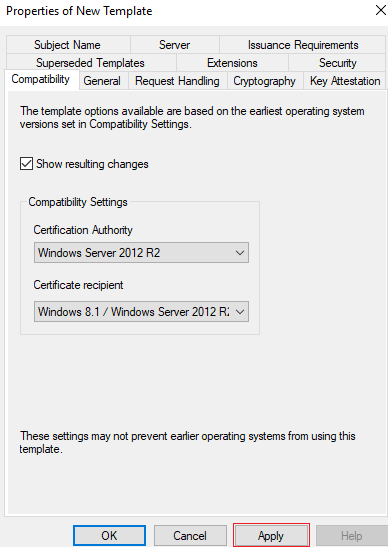 Properties of New Template
Subject Name
Server
Issuance Requirements
Superseded Templates
Extensions
Security
Compatibility
General
Request Handling
Cryptography
Key Attestation
The template options available are based on the earliest operating system
versions set in Compatibility Settings.
Show resulting changes
Compatibility Settings
Certification Authority
Windows Server 2012 R2
Certificate recipient
Windows 8.1 / Windows Server 2012 R2
These settings may not prevent earlier operating systems from using this
template.
OK
Cancel
Apply
Help